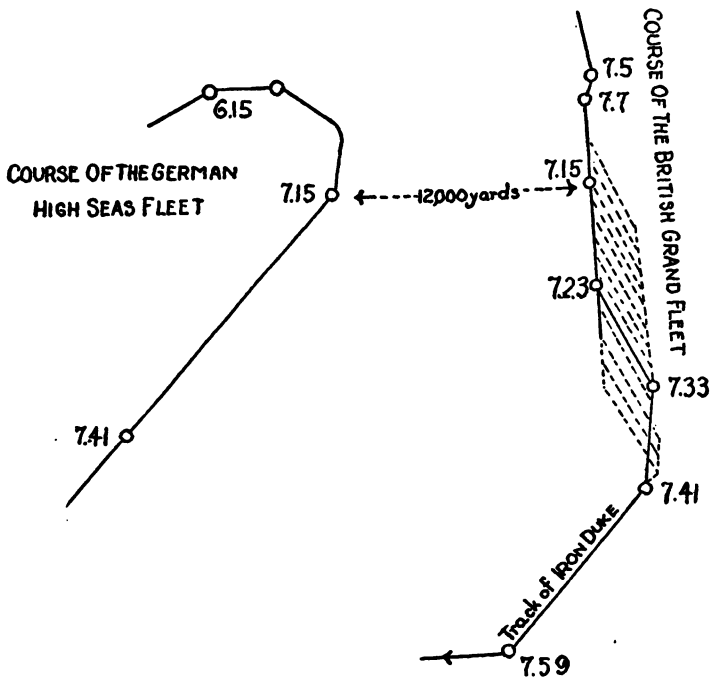 6.15
COURSE OF THE GERMAN
HIGH SEAS FLEET
7.15
7.41
12,000 yards
COURSE OF THE BRITISH GRAND FLEET
7.5
7.7
7.15
7.23
7.33
7.41
Track of IRON DUKE
7.59